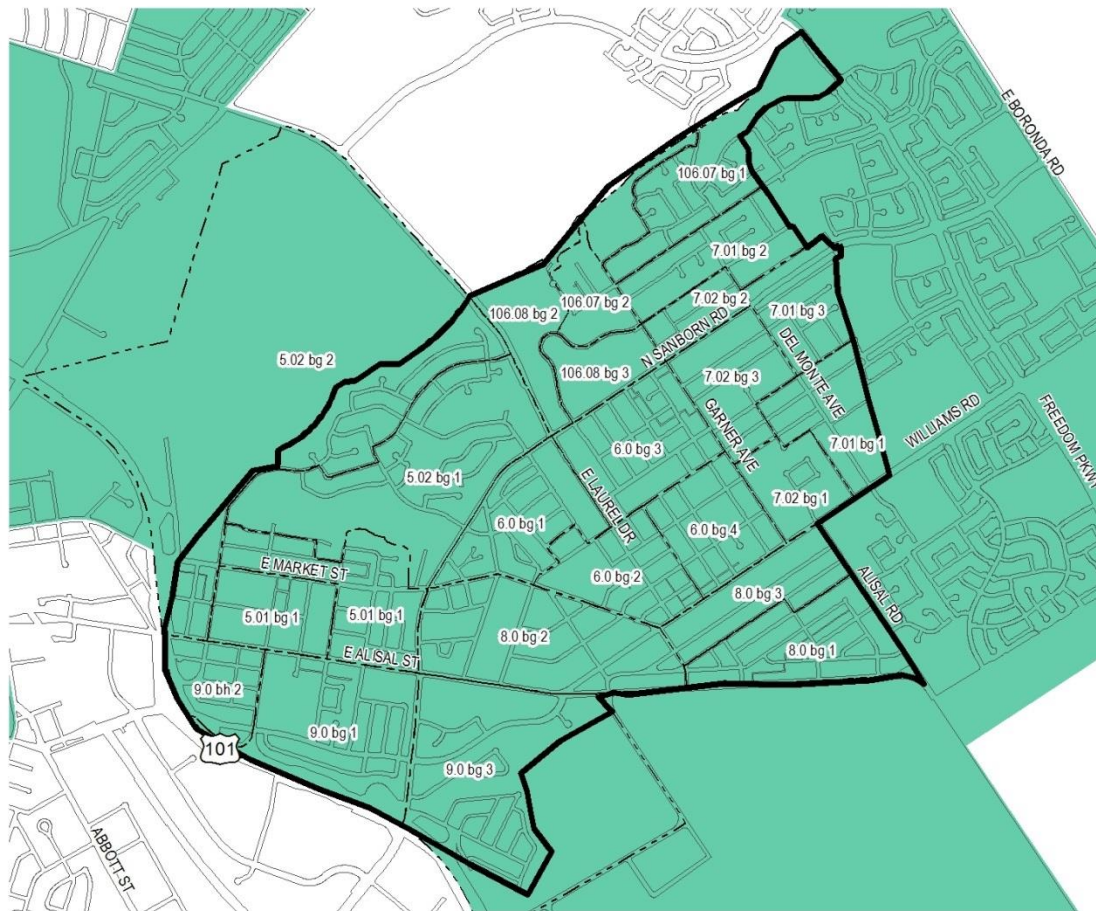 E BORONDA RD
106.07 bg 1
7.01 bg 2
106.07 bg 2
7.02 bg 2
106.08 bg 2
7.01 bg 3
N SANBORN RD
5.02 bg 2
106.08 bg 3
DEL MONTE AVE
7.02 bg 3
GARNER AVE
WILLIAMS RD
FREEDOM PKWY
7.01 bg 1
6.0 bg 3
5.02 bg 1
E LAUREL DR
7.02 bg 1
6.0 bg 1
6.0 bg 4
E MARKET ST
6.0 bg 2
8.0 bg 3
ALISAL RD
5.01 bg 1
5.01 bg 1
8.0 bg 2
8.0 bg 1
E ALISAL ST
9.0 bh 2
9.0 bg 1
101
9.0 bg 3
ABBOTT ST